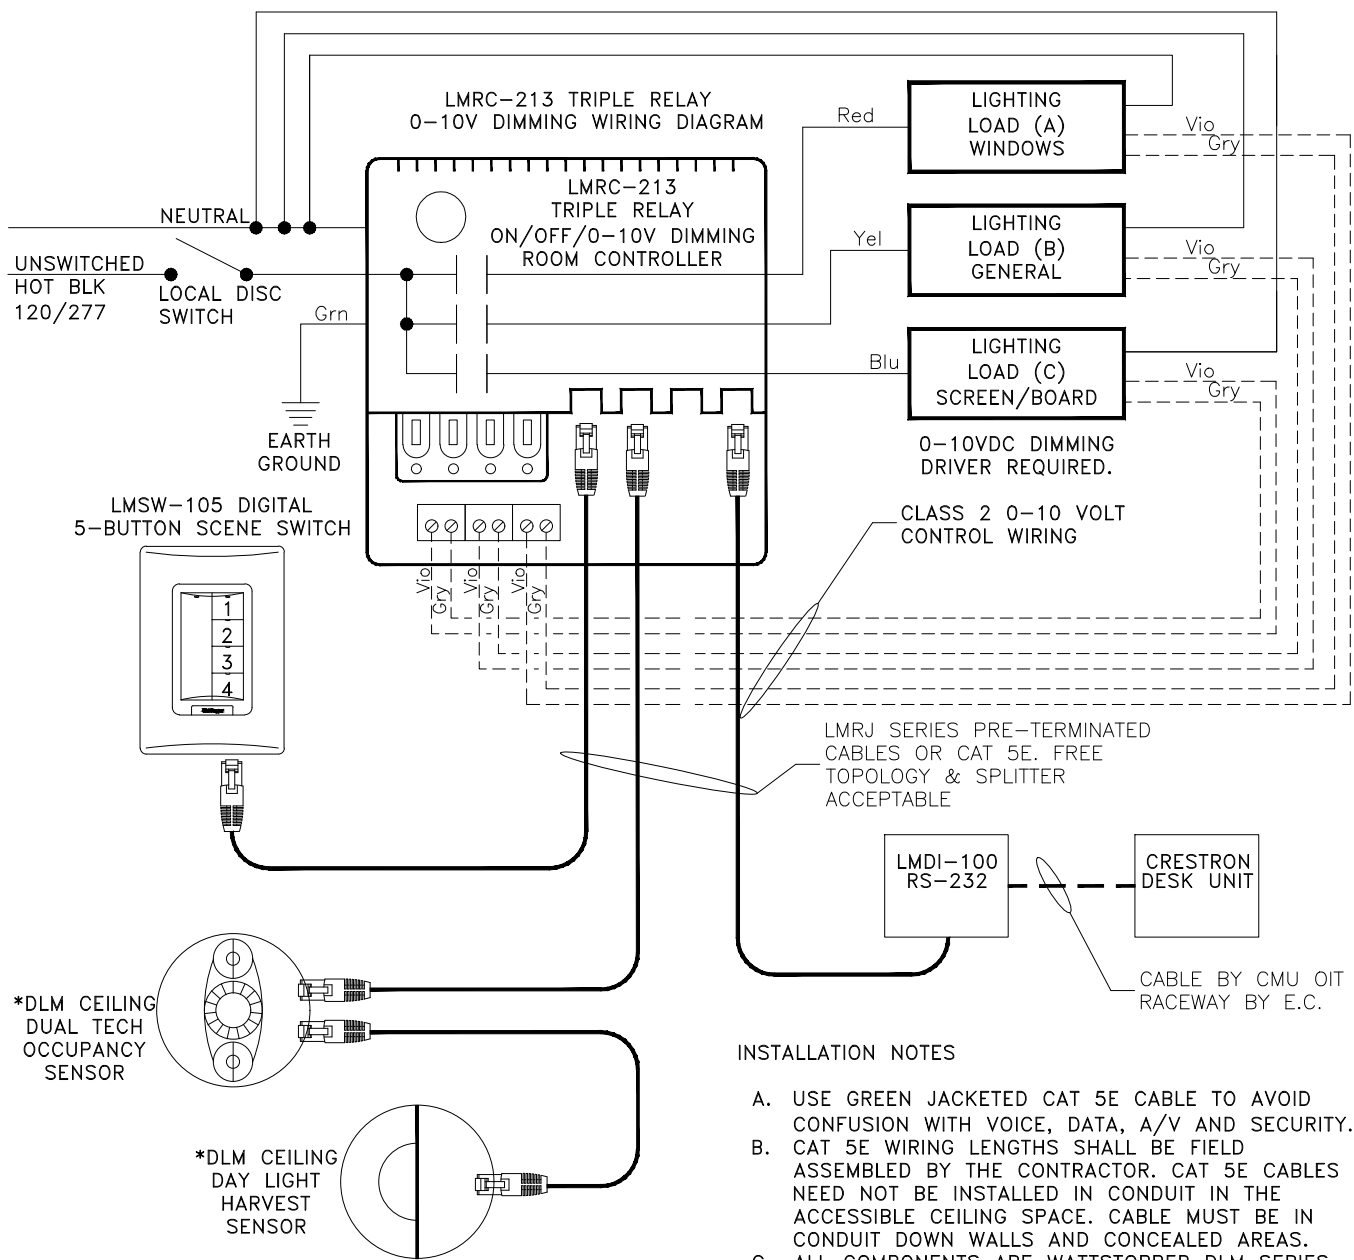 LMRC-213 TRIPLE RELAY
0-10V DIMMING WIRING DIAGRAM
Red
LIGHTING
LOAD (A)
WINDOWS
Vio
Gry
LMRC-213
TRIPLE RELAY
ON/OFF/0-10V DIMMING
ROOM CONTROLLER
NEUTRAL
UNSWITCHED
HOT BLK
120/277
LOCAL DISC
SWITCH
Grn
EARTH
GROUND
Yel
LIGHTING
LOAD (B)
GENERAL
Vio
Gry
Blu
LIGHTING
LOAD (C)
SCREEN/BOARD
Vio
Gry
0-10VDC DIMMING
DRIVER REQUIRED.
CLASS 2 0-10 VOLT
CONTROL WIRING
LMSW-105 DIGITAL
5-BUTTON SCENE SWITCH
1
2
3
4
Vio
Gry
Vio
Gry
Vio
Gry
LMRJ SERIES PRE-TERMINATED
CABLES OR CAT 5E. FREE
TOPOLOGY & SPLITTER
ACCEPTABLE
LMDI-100
RS-232
CRESTRON
DESK UNIT
CABLE BY CMU OIT
RACEWAY BY E.C.
*DLM CEILING
DUAL TECH
OCCUPANCY
SENSOR
*DLM CEILING
DAY LIGHT
HARVEST
SENSOR
INSTALLATION NOTES
A. USE GREEN JACKETED CAT 5E CABLE TO AVOID
CONFUSION WITH VOICE, DATA, A/V AND SECURITY.
B. CAT 5E WIRING LENGTHS SHALL BE FIELD
ASSEMBLED BY THE CONTRACTOR. CAT 5E CABLES
NEED NOT BE INSTALLED IN CONDUIT IN THE
ACCESSIBLE CEILING SPACE. CABLE MUST BE IN
CONDUIT DOWN WALLS AND CONCEALED AREAS.
C. ALL COMPONENTS ARE WATTSTOPPER DLM SERIES